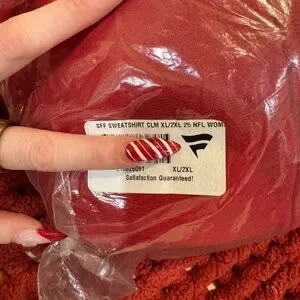 SFF SWEATSHIRT CLM XL/2XL 25 NFL WOM
XL/2XL
Satisfaction Guaranteed!